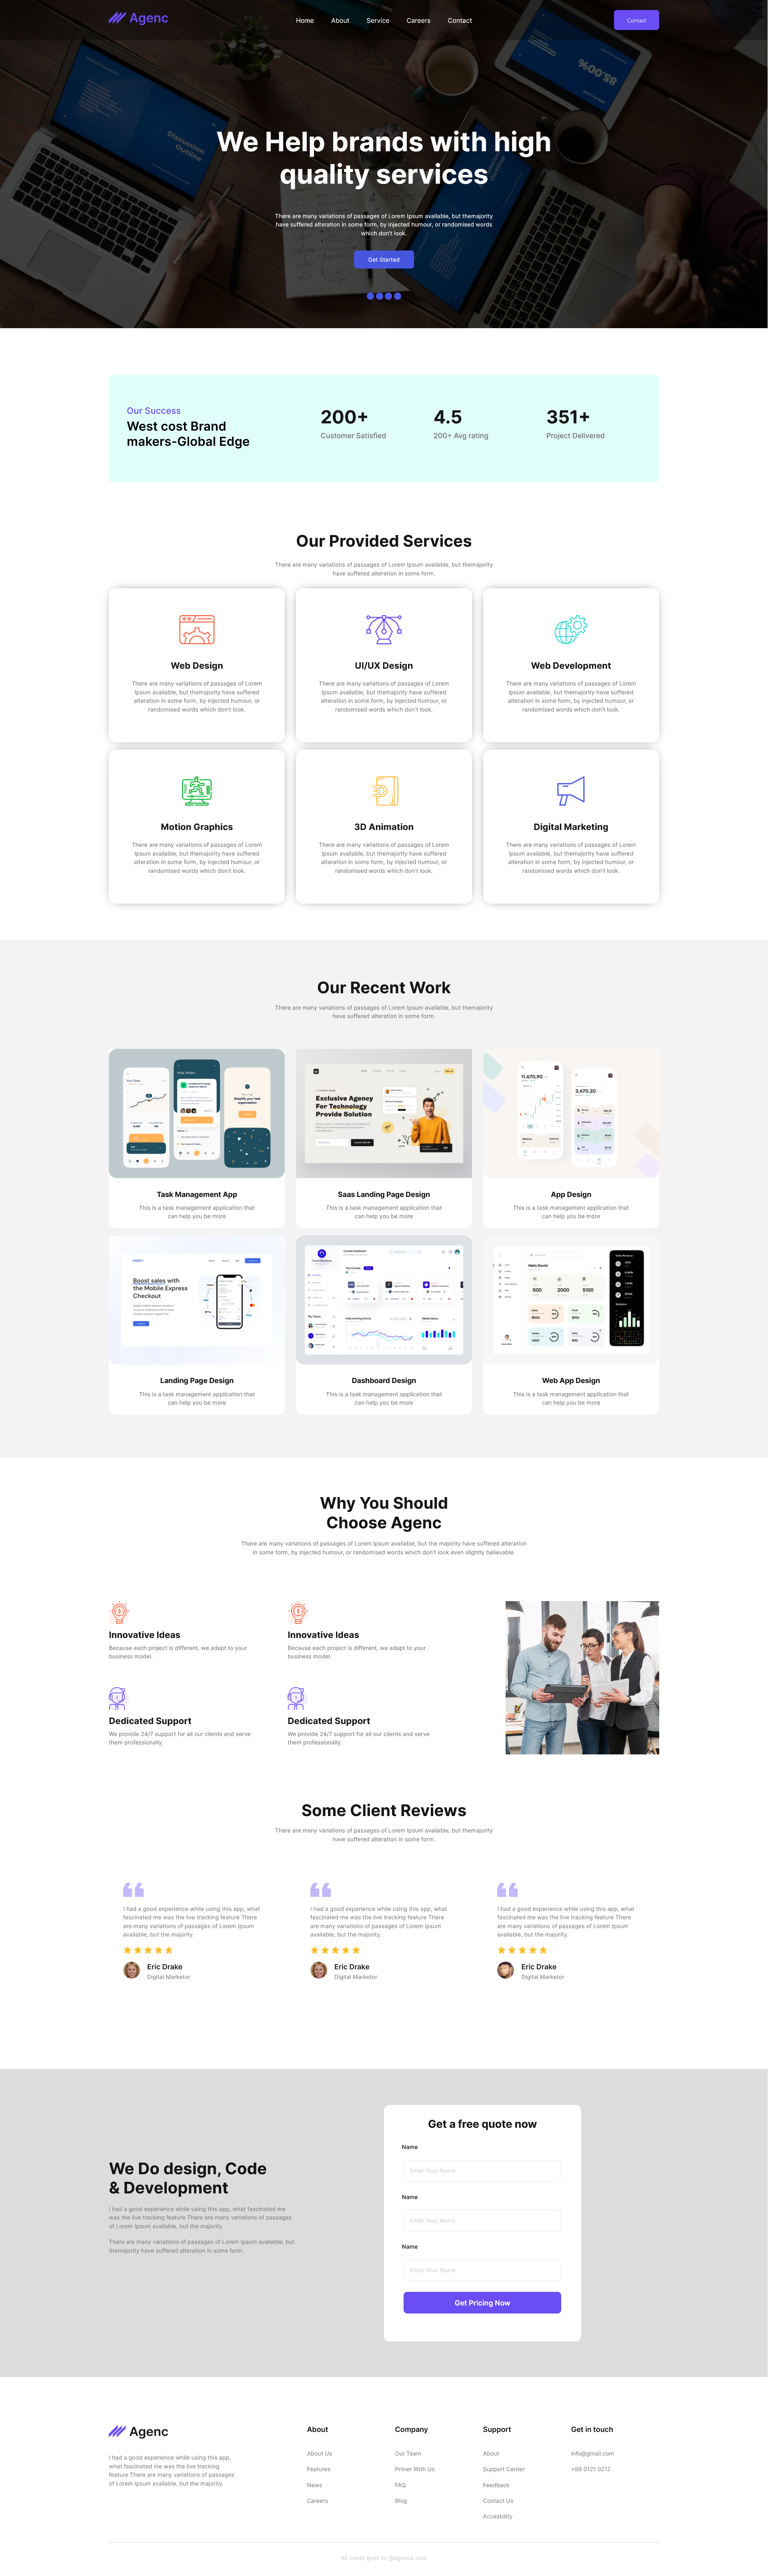 Agenc
Home About Service Careers Contact
Contact
We Help brands with high
quality services
There are many variations of passages of Lorem Ipsum available, but themajority
have suffered alteration in some form, by injected humour, or randomised words
which don't look.
Get Started
Our Success
West cost Brand
makers-Global Edge
200+
Customer Satisfied
4.5
200+ Avg rating
351+
Project Delivered
Our Provided Services
There are many variations of passages of Lorem Ipsum available, but themajority
have suffered alteration in some form.
Web Design
There are many variations of passages of Lorem
Ipsum available, but themajority have suffered
alteration in some form, by injected humour, or
randomised words which don't look.
UI/UX Design
There are many variations of passages of Lorem
Ipsum available, but themajority have suffered
alteration in some form, by injected humour, or
randomised words which don't look.
Web Development
There are many variations of passages of Lorem
Ipsum available, but themajority have suffered
alteration in some form, by injected humour, or
randomised words which don't look.
Motion Graphics
There are many variations of passages of Lorem
Ipsum available, but themajority have suffered
alteration in some form, by injected humour, or
randomised words which don't look.
3D Animation
There are many variations of passages of Lorem
Ipsum available, but themajority have suffered
alteration in some form, by injected humour, or
randomised words which don't look.
Digital Marketing
There are many variations of passages of Lorem
Ipsum available, but themajority have suffered
alteration in some form, by injected humour, or
randomised words which don't look.
Our Recent Work
There are many variations of passages of Lorem Ipsum available, but themajority
have suffered alteration in some form.
Task Management App
This is a task management application that
can help you be more
Exclusive Agency
For Technology
Provide Solution
Saas Landing Page Design
This is a task management application that
can help you be more
11.670,90
3.670.20
App Design
This is a task management application that
can help you be more
Boost sales with
the Mobile Express
Checkout
Landing Page Design
This is a task management application that
can help you be more
Dashboard Design
This is a task management application that
can help you be more
500 2000 5100
Web App Design
This is a task management application that
can help you be more
Why You Should
Choose Agenc
There are many variations of passages of Lorem Ipsum available, but the majority have suffered alteration
in some form, by injected humour, or randomised words which don't look even slightly believable.
Innovative Ideas
Because each project is different, we adapt to your
business model.
Innovative Ideas
Because each project is different, we adapt to your
business model.
Dedicated Support
We provide 24/7 support for all our clients and serve
them professionally.
Dedicated Support
We provide 24/7 support for all our clients and serve
them professionally.
Some Client Reviews
There are many variations of passages of Lorem Ipsum available, but themajority
have suffered alteration in some form.
I had a good experience while using this app, what
fascinated me was the live tracking feature There
are many variations of passages of Lorem Ipsum
available, but the majority.
Eric Drake
Digital Marketor
I had a good experience while using this app, what
fascinated me was the live tracking feature There
are many variations of passages of Lorem Ipsum
available, but the majority.
Eric Drake
Digital Marketor
I had a good experience while using this app, what
fascinated me was the live tracking feature There
are many variations of passages of Lorem Ipsum
available, but the majority.
Eric Drake
Digital Marketor
We Do design, Code
& Development
I had a good experience while using this app, what fascinated me
was the live tracking feature There are many variations of passages
of Lorem Ipsum available, but the majority.
There are many variations of passages of Lorem Ipsum available, but
themajority have suffered alteration in some form.
Get a free quote now
Name
Enter Your Name
Name
Enter Your Name
Name
Enter Your Name
Get Pricing Now
Agenc
I had a good experience while using this app,
what fascinated me was the live tracking
feature There are many variations of passages
of Lorem Ipsum available, but the majority.
About
About Us
Features
News
Careers
Company
Our Team
Prtner With Us
FAQ
Blog
Support
About
Support Center
Feedback
Contact Us
Accesbility
Get in touch
info@gmail.com
+88 0121 0212
All credit goes to @agence.com